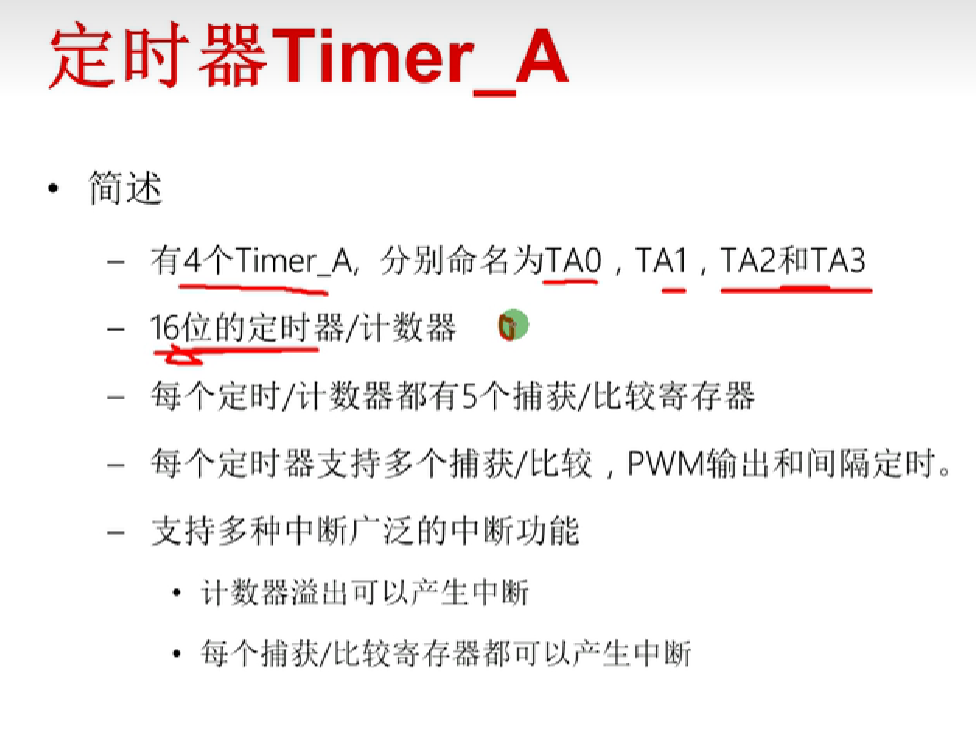 定时器Timer_A
• 简述
– 有4个Timer_A, 分别命名为TA0，TA1，TA2和TA3
– 16位的定时器/计数器
– 每个定时/计数器都有5个捕获/比较寄存器
– 每个定时器支持多个捕获/比较，PWM输出和间隔定时。
– 支持多种中断广泛的中断功能
• 计数器溢出可以产生中断
• 每个捕获/比较寄存器都可以产生中断